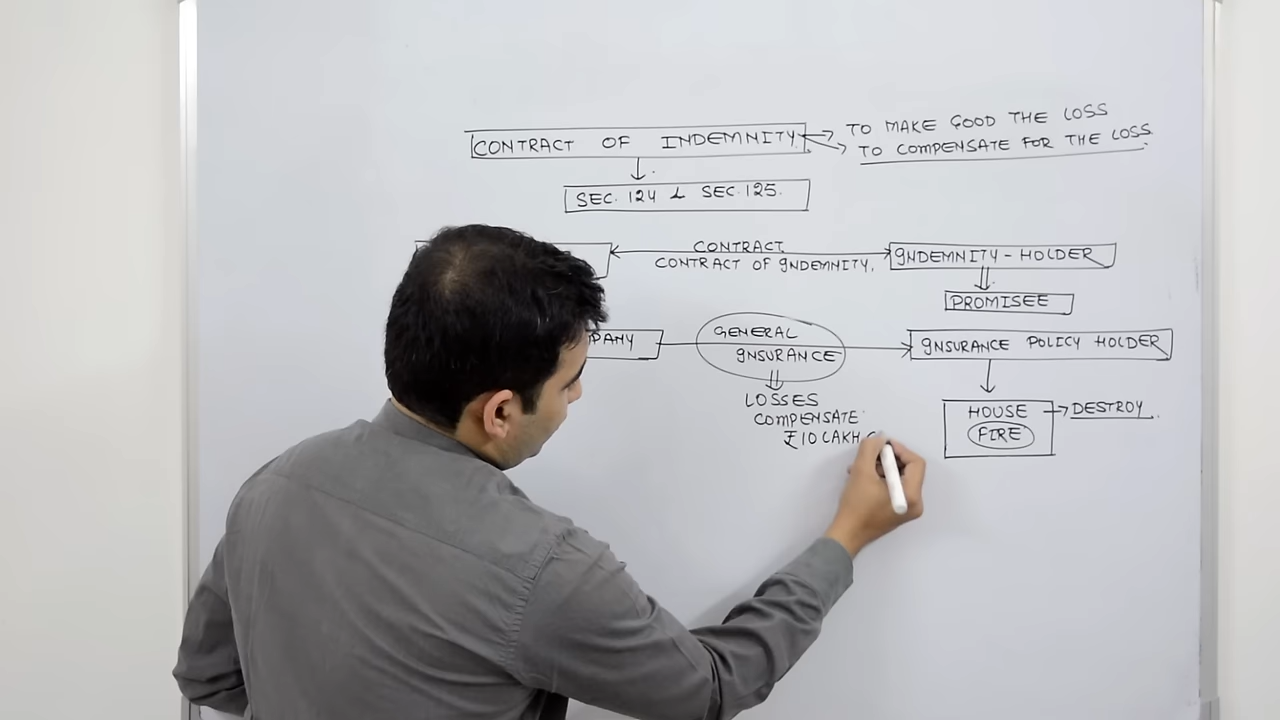 CONTRACT OF INDEMNITY
TO MAKE GOOD THE LOSS
TO COMPENSATE FOR THE LOSS
SEC. 124 & SEC. 125.
CONTRACT
CONTRACT OF INDEMNITY.
INDEMNITY - HOLDER
PROMISEE
GENERAL
INSURANCE
INSURANCE POLICY HOLDER
LOSSES
COMPENSATE
₹10 LAKH
HOUSE
FIRE
DESTROY